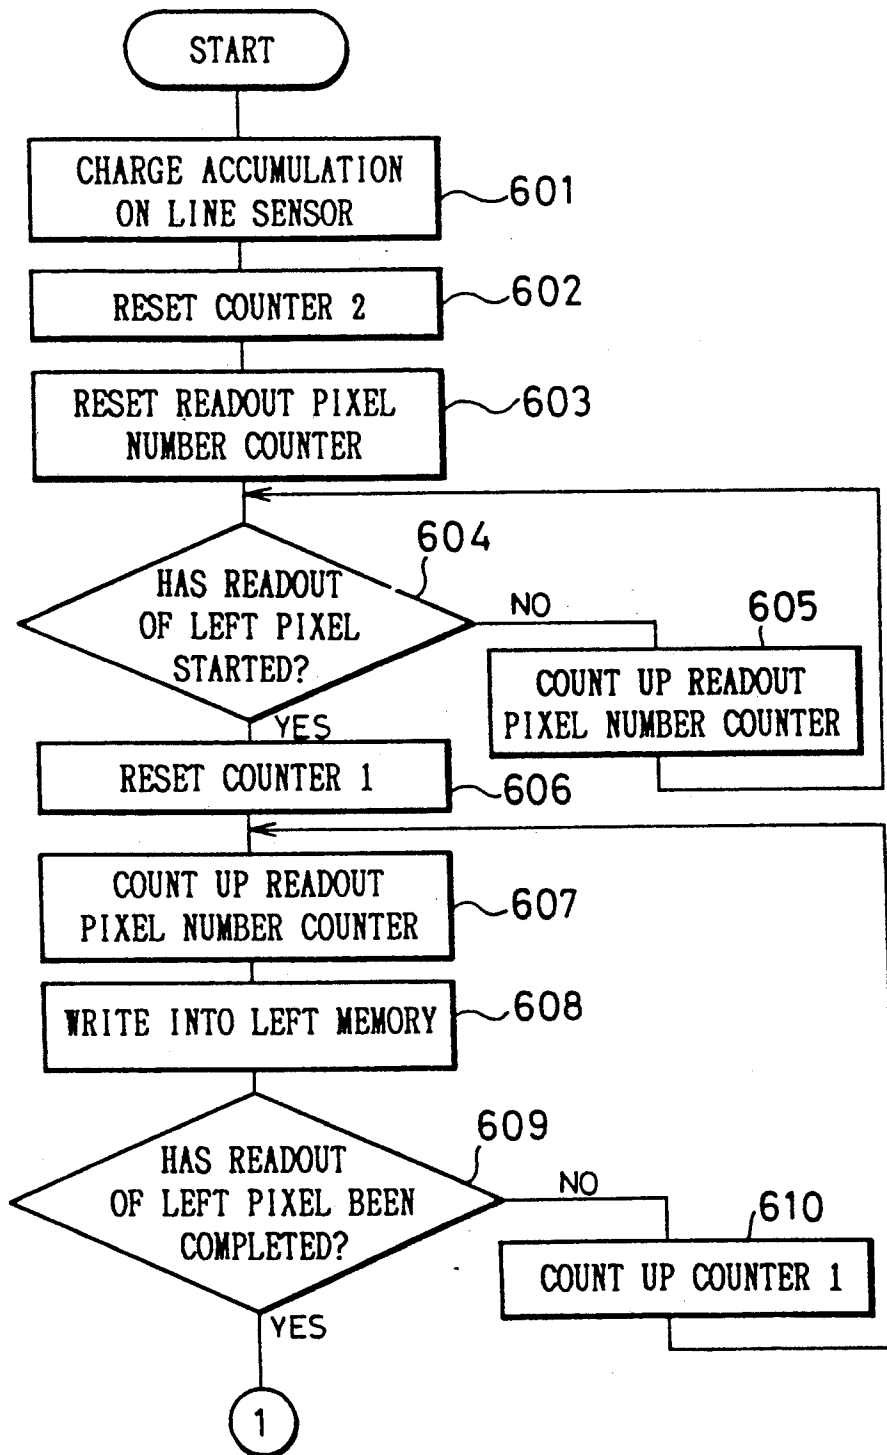 START
CHARGE ACCUMULATION
ON LINE SENSOR
601
RESET COUNTER 2
602
RESET READOUT PIXEL
NUMBER COUNTER
603
604
HAS READOUT
OF LEFT PIXEL
STARTED?
NO
605
COUNT UP READOUT
PIXEL NUMBER COUNTER
YES
RESET COUNTER 1
606
COUNT UP READOUT
PIXEL NUMBER COUNTER
607
WRITE INTO LEFT MEMORY
608
609
HAS READOUT
OF LEFT PIXEL BEEN
COMPLETED?
NO
610
COUNT UP COUNTER 1
YES
1